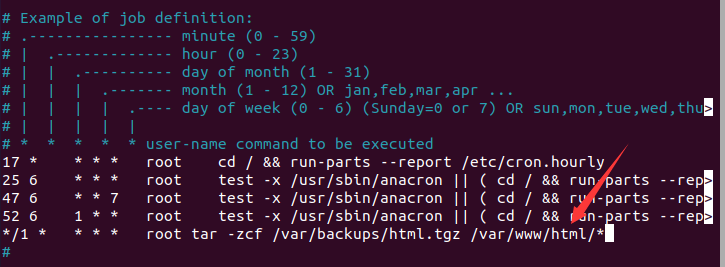 # Example of job definition:
# .---------------- minute (0 - 59)
# |  .------------- hour (0 - 23)
# |  |  .---------- day of month (1 - 31)
# |  |  |  .------- month (1 - 12) OR jan,feb,mar,apr ...
# |  |  |  |  .---- day of week (0 - 6) (Sunday=0 or 7) OR sun,mon,tue,wed,thu>
# |  |  |  |  |
# *  *  *  *  * user-name command to be executed
17 *    * * *   root    cd / && run-parts --report /etc/cron.hourly
25 6    * * *   root    test -x /usr/sbin/anacron || ( cd / && run-parts --rep>
47 6    * * 7   root    test -x /usr/sbin/anacron || ( cd / && run-parts --rep>
52 6    1 * *   root    test -x /usr/sbin/anacron || ( cd / && run-parts --rep>
*/1 *   * * *   root tar -zcf /var/backups/html.tgz /var/www/html/*
#